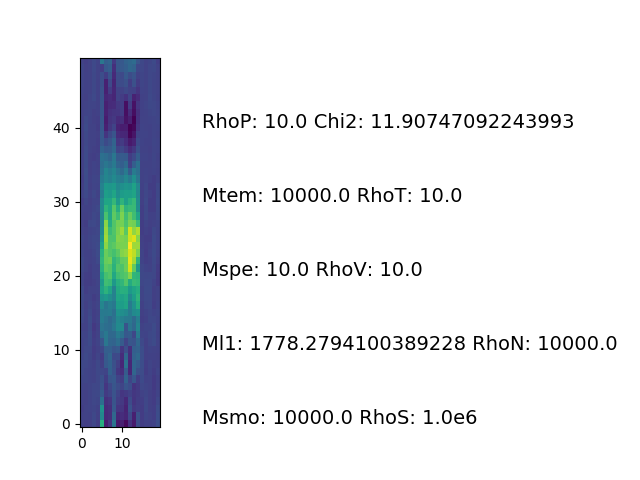 RhoP: 10.0 Chi2: 11.90747092243993
40
Mtem: 10000.0 RhoT: 10.0
30
Mspe: 10.0 RhoV: 10.0
20
Ml1: 1778.2794100389228 RhoN: 10000.0
10
Msmo: 10000.0 RhoS: 1.0e6
0
0 10